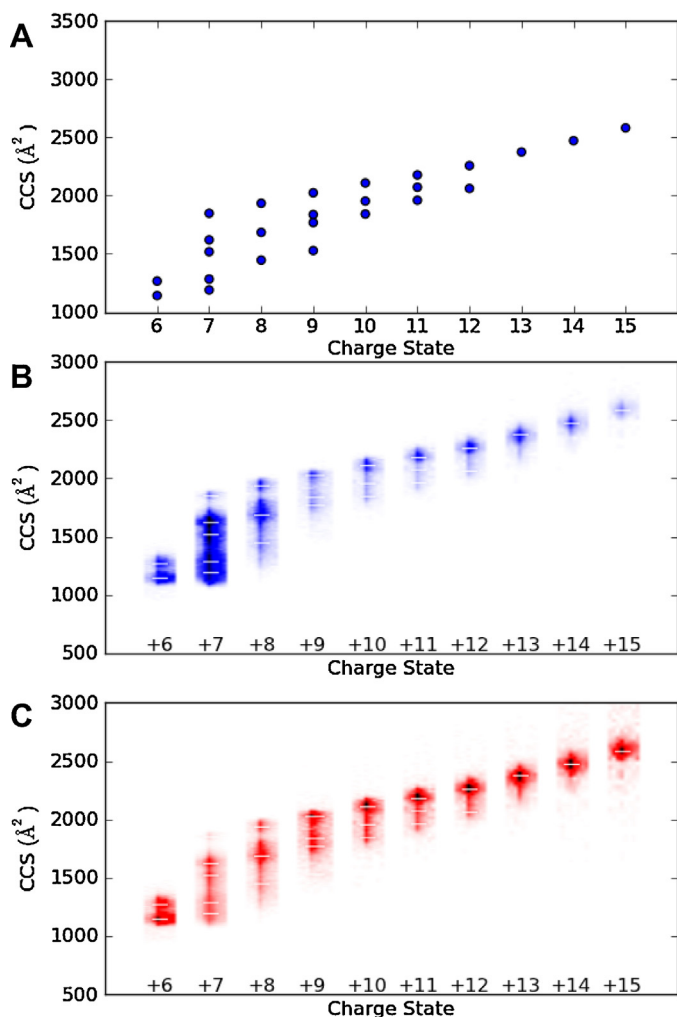 A
3500
3000
2500
2000
1500
1000
CCS (Å²)
6 7 8 9 10 11 12 13 14 15
Charge State
B
3000
2500
2000
1500
1000
500
CCS (Å²)
+6 +7 +8 +9 +10 +11 +12 +13 +14 +15
Charge State
C
3000
2500
2000
1500
1000
500
CCS (Å²)
+6 +7 +8 +9 +10 +11 +12 +13 +14 +15
Charge State